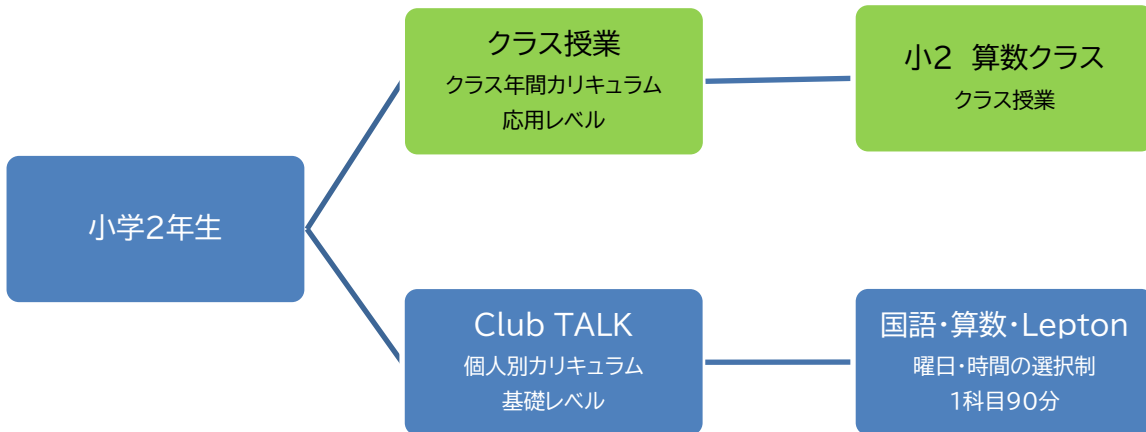 小学2年生
クラス授業
クラス年間カリキュラム
応用レベル
小2 算数クラス
クラス授業
Club TALK
個人別カリキュラム
基礎レベル
国語・算数・Lepton
曜日・時間の選択制
1科目90分